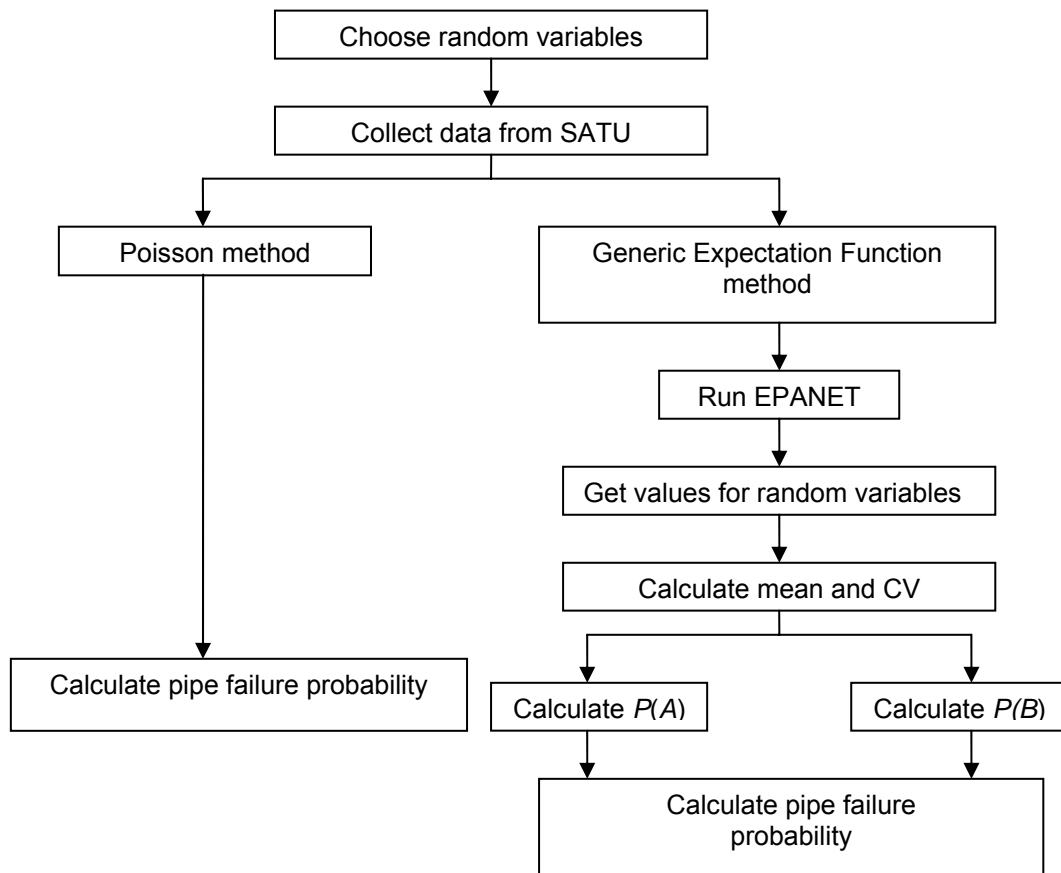 Choose random variables
Collect data from SATU
Poisson method
Generic Expectation Function
method
Run EPANET
Get values for random variables
Calculate mean and CV
Calculate pipe failure probability
Calculate P(A)
Calculate P(B)
Calculate pipe failure
probability